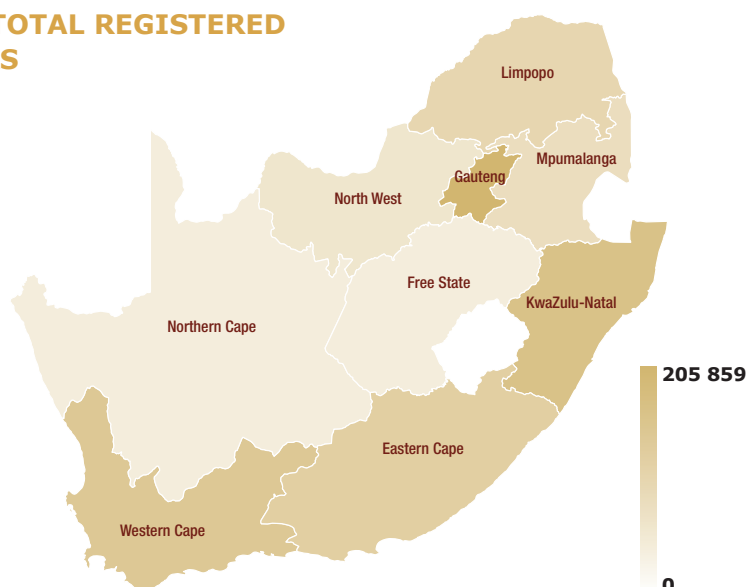 TOTAL REGISTERED
S
Limpopo
Mpumalanga
Gauteng
North West
Free State
KwaZulu-Natal
Northern Cape
205 859
Eastern Cape
Western Cape
0